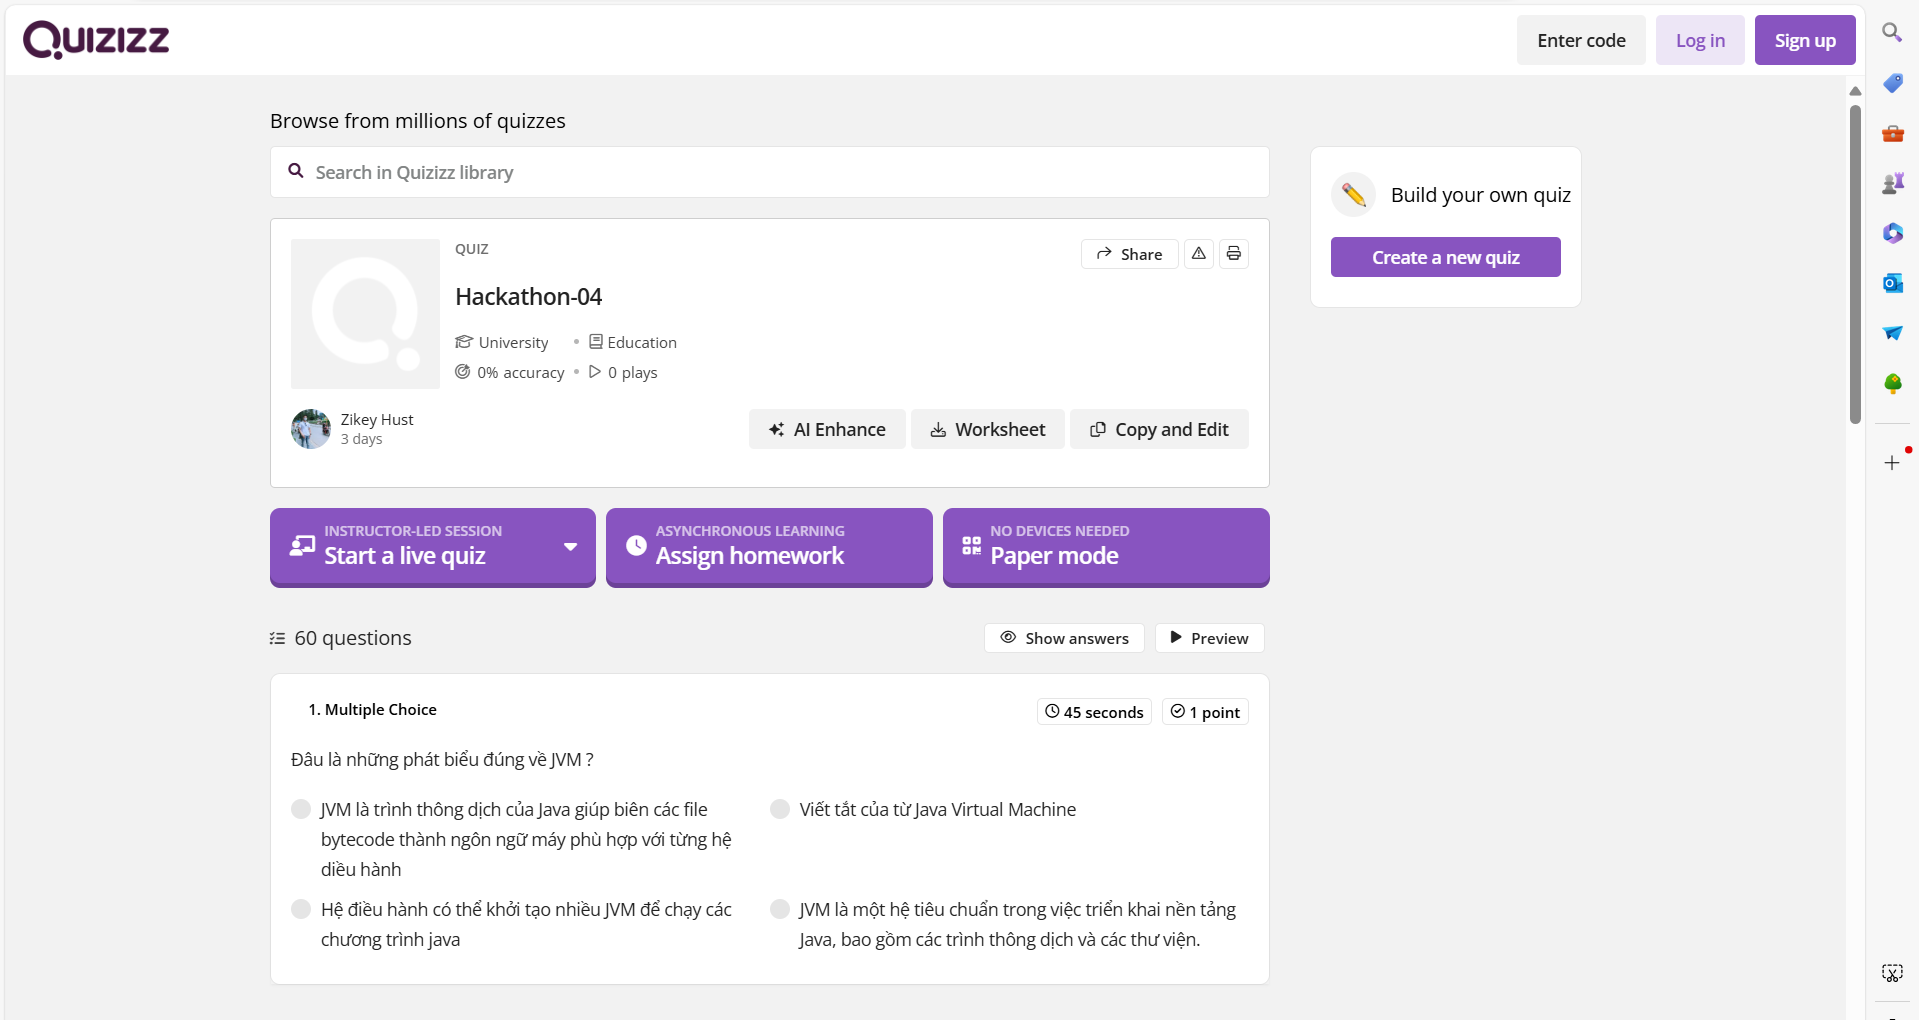 QUIZIZZ
Enter code
Log in
Sign up
Browse from millions of quizzes
Search in Quizizz library
Build your own quiz
Create a new quiz
QUIZ
Share
Hackathon-04
University • Education
0% accuracy • 0 plays
Zikey Hust
3 days
AI Enhance
Worksheet
Copy and Edit
INSTRUCTOR-LED SESSION
Start a live quiz
ASYNCHRONOUS LEARNING
Assign homework
NO DEVICES NEEDED
Paper mode
60 questions
Show answers
Preview
1. Multiple Choice
45 seconds
1 point
Đâu là những phát biểu đúng về JVM ?
JVM là trình thông dịch của Java giúp biên các file
bytecode thành ngôn ngữ máy phù hợp với từng hệ
diều hành
Viết tắt của từ Java Virtual Machine
Hệ điều hành có thể khởi tạo nhiều JVM để chạy các
chương trình java
JVM là một hệ tiêu chuẩn trong việc triển khai nền tảng
Java, bao gồm các trình thông dịch và các thư viện.